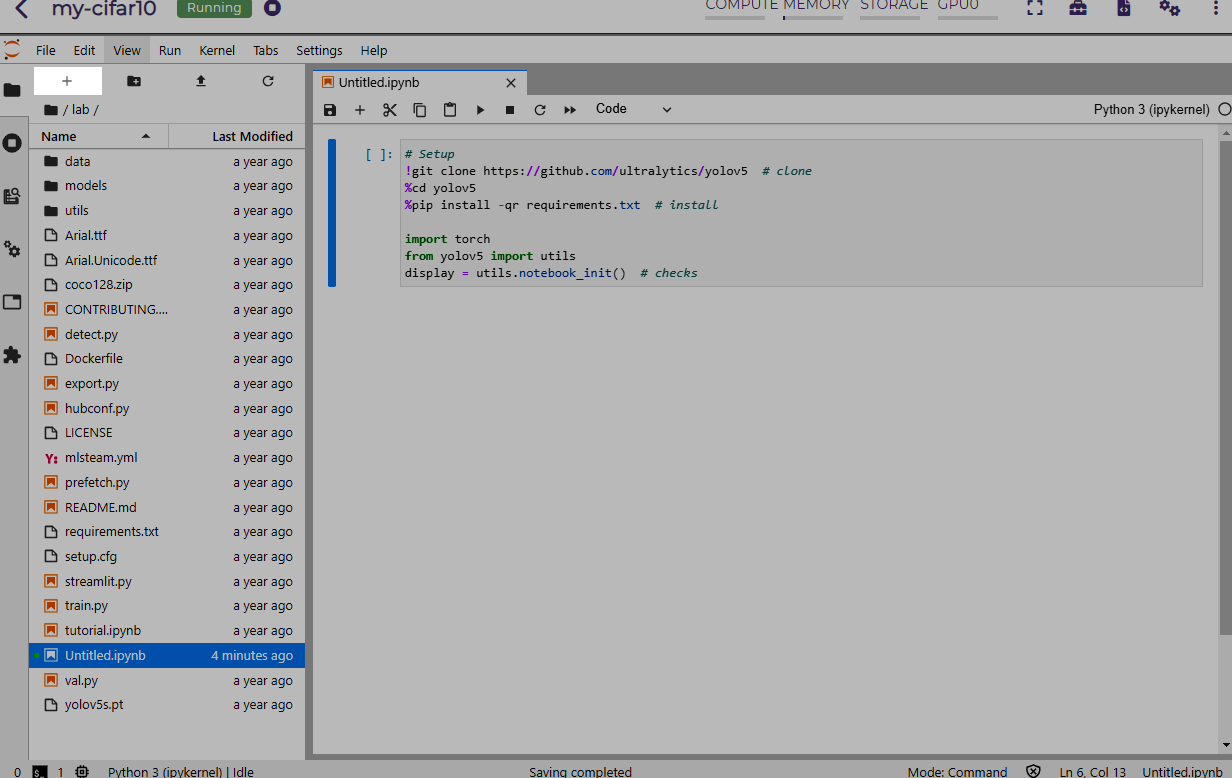 my-cifar10 Running COMPUTE MEMORY STORAGE GPU0
File Edit View Run Kernel Tabs Settings Help
/ lab /
Name Last Modified
data a year ago
models a year ago
utils a year ago
Arial.ttf a year ago
Arial.Unicode.ttf a year ago
coco128.zip a year ago
CONTRIBUTING.... a year ago
detect.py a year ago
Dockerfile a year ago
export.py a year ago
hubconf.py a year ago
LICENSE a year ago
Y: mlsteam.yml a year ago
prefetch.py a year ago
README.md a year ago
requirements.txt a year ago
setup.cfg a year ago
streamlit.py a year ago
train.py a year ago
tutorial.ipynb a year ago
Untitled.ipynb 4 minutes ago
val.py a year ago
yolov5s.pt a year ago
Untitled.ipynb
Code Python 3 (ipykernel)
[ ]: # Setup
!git clone https://github.com/ultralytics/yolov5  # clone
%cd yolov5
%pip install -qr requirements.txt  # install
import torch
from yolov5 import utils
display = utils.notebook_init()  # checks
0 $_ 1 Python 3 (ipykernel) | Idle Saving completed Mode: Command Ln 6, Col 13 Untitled.ipynb